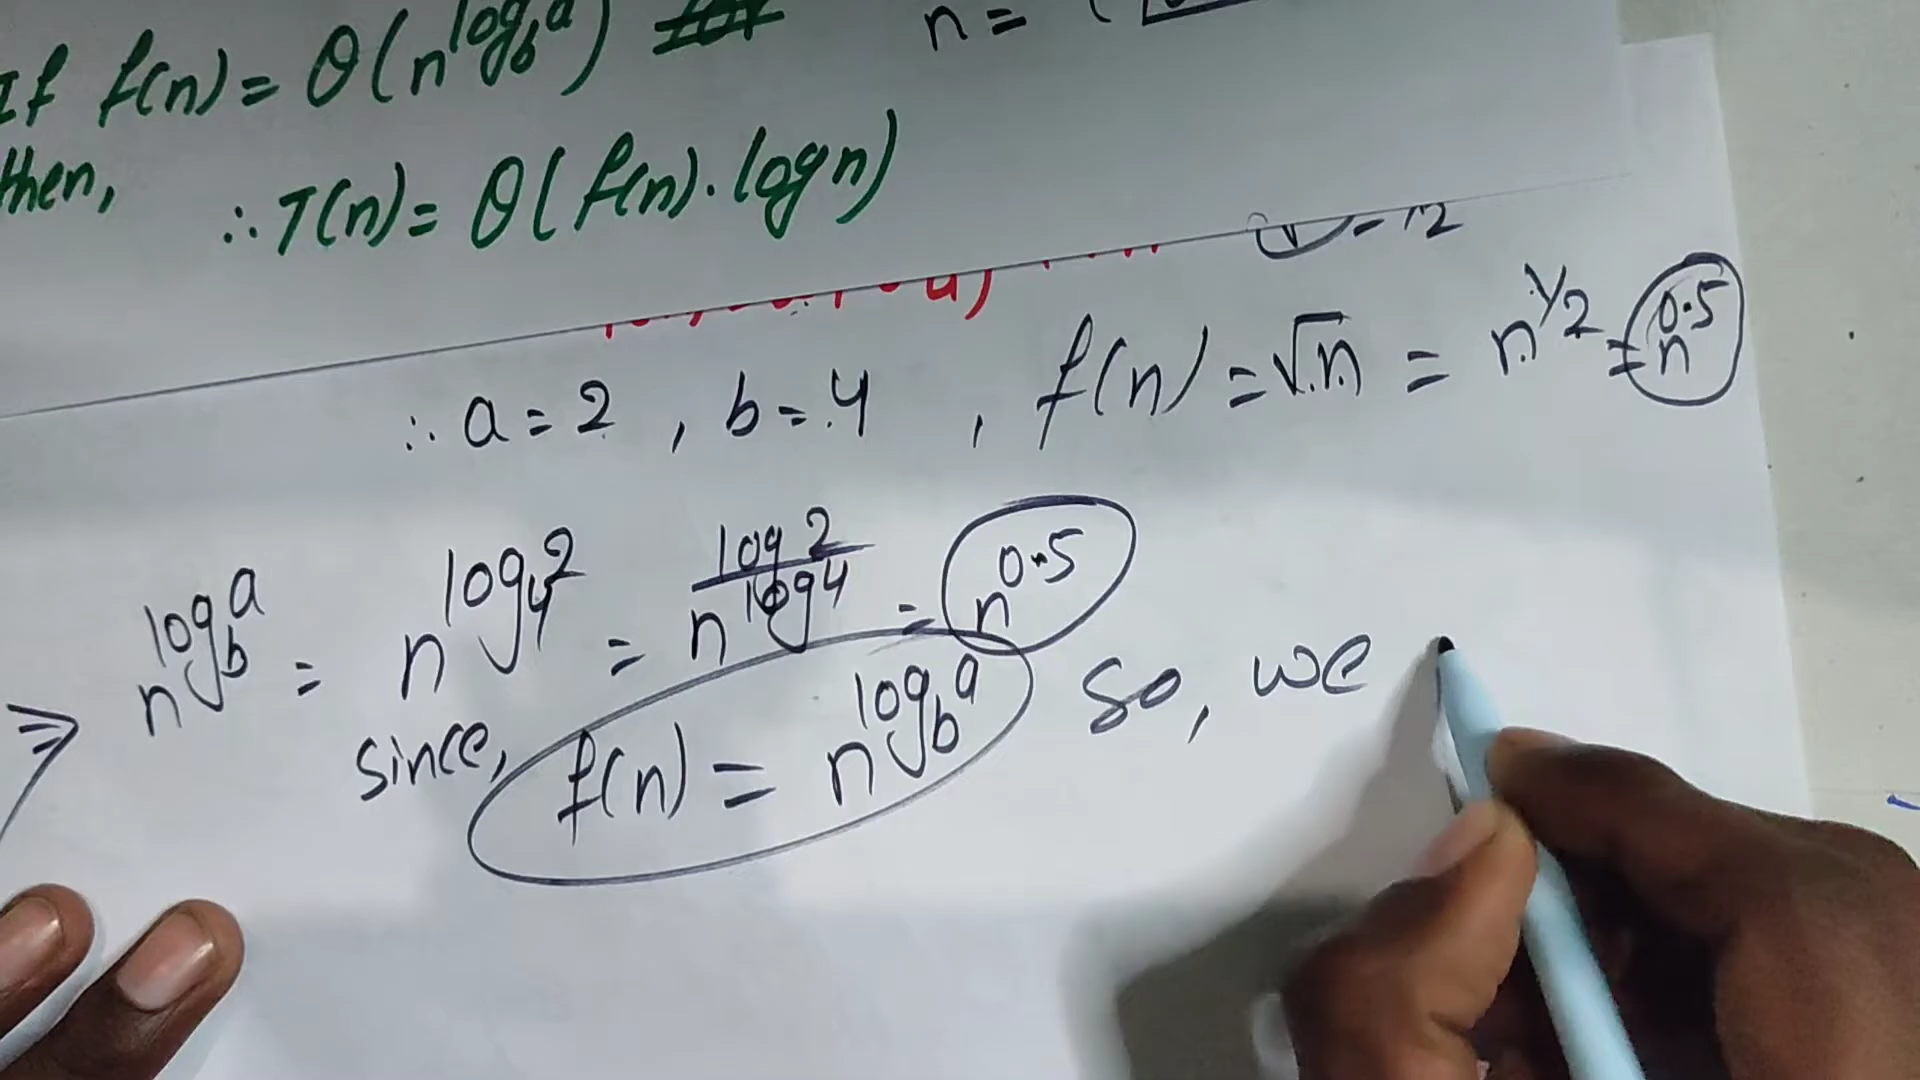 If f(n) = θ(n^log_b a)
n =
then, ∴ T(n) = θ(f(n). log n)
= 12
a)
∴ a = 2 , b = 4 , f(n) = √n = n^1/2 = n^0.5
⇒ n^log_b a = n^log_4 2 = n^(log 2 / log 4) = n^0.5
since, f(n) = n^log_b a so, we